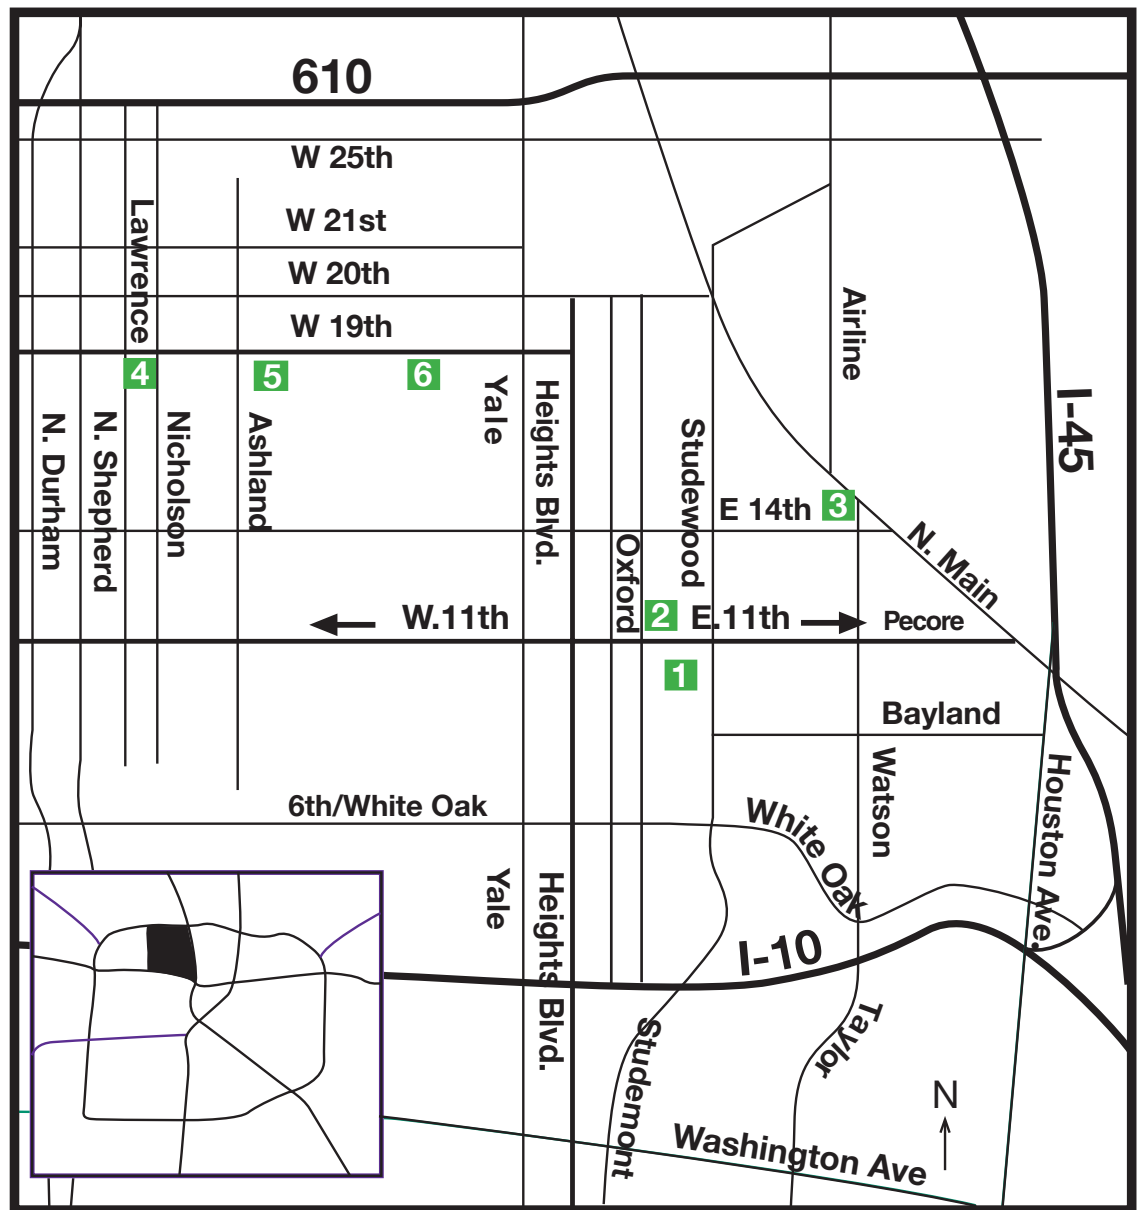 610
W 25th
Lawrence
W 21st
W 20th
W 19th
Airline
4
5
6
Yale
Heights Blvd.
I-45
N. Durham
N. Shepherd
Nicholson
Ashland
Studewood
E 14th
3
N. Main
Oxford
W.11th
2
E.11th
Pecore
1
Bayland
Watson
Houston Ave.
6th/White Oak
White Oak
Yale
Heights Blvd.
I-10
Studemont
Taylor
N
Washington Ave